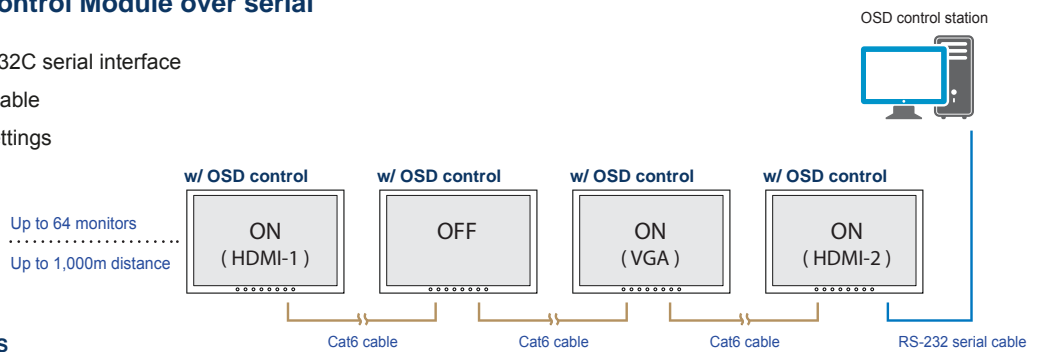 ontrol Module over serial
OSD control station
32C serial interface
able
ttings
w/ OSD control w/ OSD control w/ OSD control w/ OSD control
Up to 64 monitors
Up to 1,000m distance
ON
( HDMI-1 )
OFF
ON
( VGA )
ON
( HDMI-2 )
Cat6 cable Cat6 cable Cat6 cable RS-232 serial cable
s